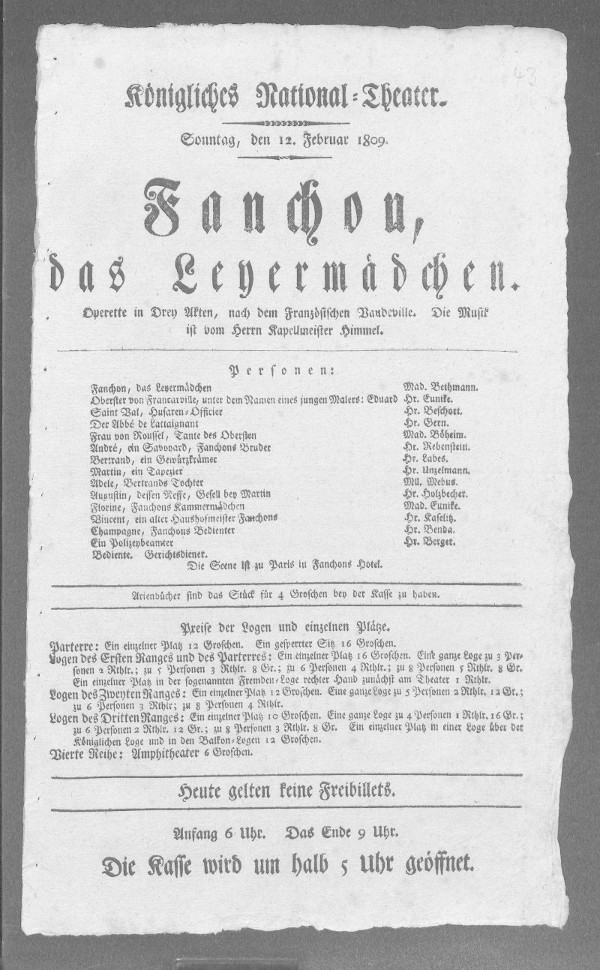 43
Königliches National-Theater.
Sonntag, den 12. Februar 1809.
Fanchon,
das Leyermädchen.
Operette in Drey Akten, nach dem Französischen Vaudeville. Die Musik
ist vom Herrn Kapellmeister Himmel.
Personen:
Fanchon, das Leyermädchen Mad. Bethmann.
Oberster von Francarville, unter dem Namen eines jungen Malers: Eduard Hr. Eunike.
Saint Val, Husaren-Officier Hr. Beschort.
Der Abbé de Lattaignant Hr. Gern.
Frau von Roussel, Tante des Obersten Mad. Böheim.
André, ein Savoyard, Fanchons Bruder Hr. Rebenstein.
Bertrand, ein Gewürzkrämer Hr. Labes.
Martin, ein Tapezier Hr. Unzelmann.
Adele, Bertrands Tochter Mll. Mebus.
Augustin, dessen Neffe, Gesell bey Martin Hr. Holzbecher.
Florine, Fanchons Kammermädchen Mad. Eunike.
Vincent, ein alter Haushofmeister Fanchons Hr. Kaselitz.
Champagne, Fanchons Bedienter Hr. Benda.
Ein Polizeybeamter Hr. Berger.
Bediente. Gerichtsdiener.
Die Scene ist zu Paris in Fanchons Hotel.
Arienbücher sind das Stück für 4 Groschen bey der Kasse zu haben.
Preise der Logen und einzelnen Plätze.
Parterre: Ein einzelner Platz 12 Groschen. Ein gesperrter Sitz 16 Groschen.
Logen des Ersten Ranges und des Parterres: Ein einzelner Platz 16 Groschen. Eine ganze Loge zu 3 Per-
sonen 2 Rthlr.; zu 5 Personen 3 Rthlr. 8 Gr.; zu 6 Personen 4 Rthlr.; zu 8 Personen 5 Rthlr. 8 Gr.
Ein einzelner Platz in der sogenannten Fremden-Loge rechter Hand zunächst am Theater 1 Rthlr.
Logen des Zweyten Ranges: Ein einzelner Platz 12 Groschen. Eine ganze Loge zu 5 Personen 2 Rthlr. 12 Gr.;
zu 6 Personen 3 Rthlr; zu 8 Personen 4 Rthlr.
Logen des Dritten Ranges: Ein einzelner Platz 10 Groschen. Eine ganze Loge zu 4 Personen 1 Rthlr. 16 Gr.;
zu 6 Personen 2 Rthlr. 12 Gr.; zu 8 Personen 3 Rthlr. 8 Gr. Ein einzelner Platz in einer Loge über der
Königlichen Loge und in den Balkon-Logen 12 Groschen.
Vierte Reihe: Amphitheater 6 Groschen.
Heute gelten keine Freibillets.
Anfang 6 Uhr. Das Ende 9 Uhr.
Die Kasse wird um halb 5 Uhr geöffnet.